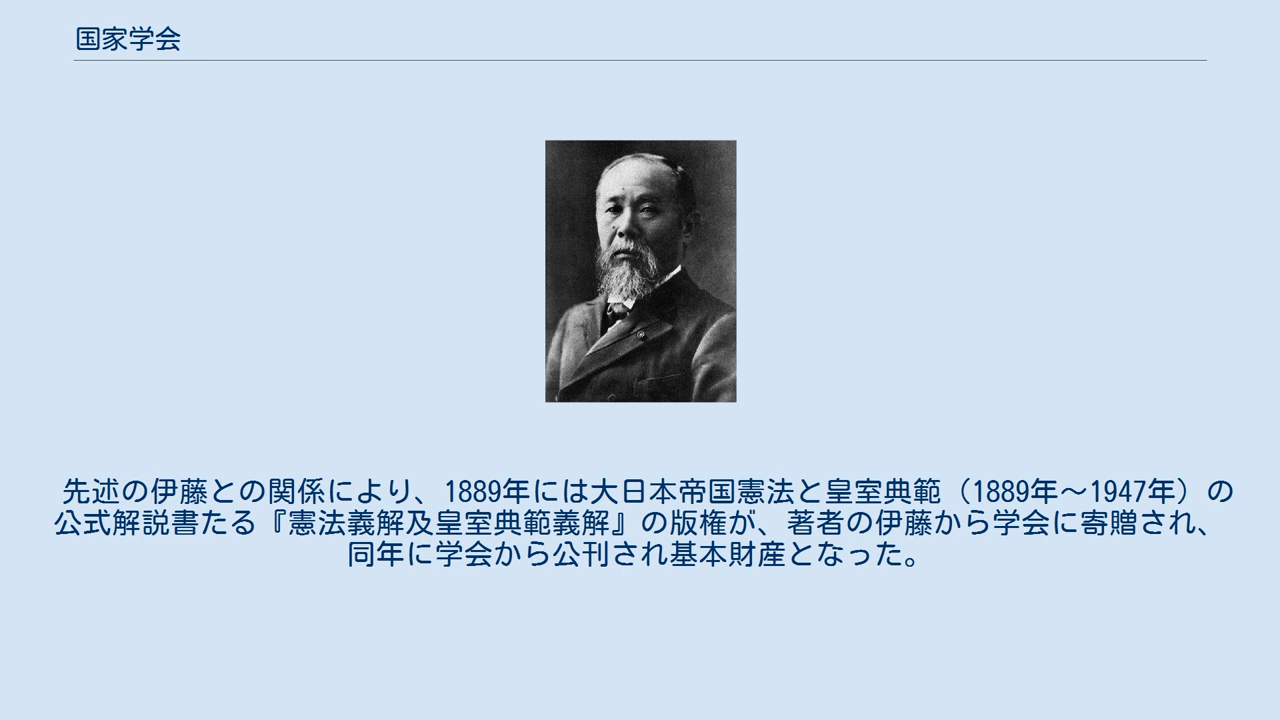 国家学会
先述の伊藤との関係により、1889年には大日本帝国憲法と皇室典範（1889年～1947年）の
公式解説書たる『憲法義解及皇室典範義解』の版権が、著者の伊藤から学会に寄贈され、
同年に学会から公刊され基本財産となった。